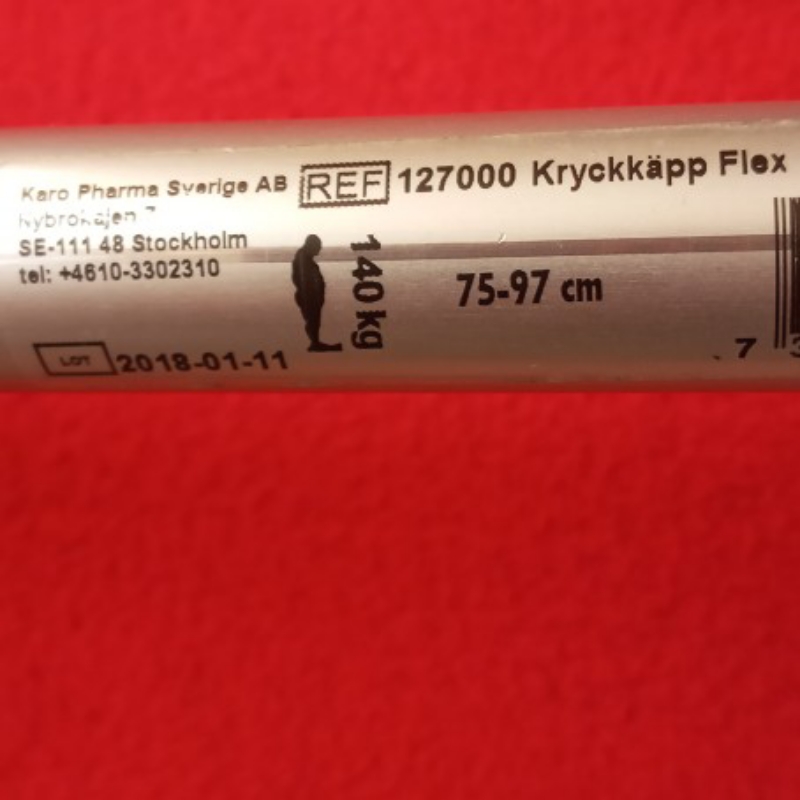 Karo Pharma Sverige AB
SE-111 48 Stockholm
tel: +4610-3302310
LOT 2018-01-11
REF 127000 Kryckkäpp Flex
140 kg
75-97 cm
7